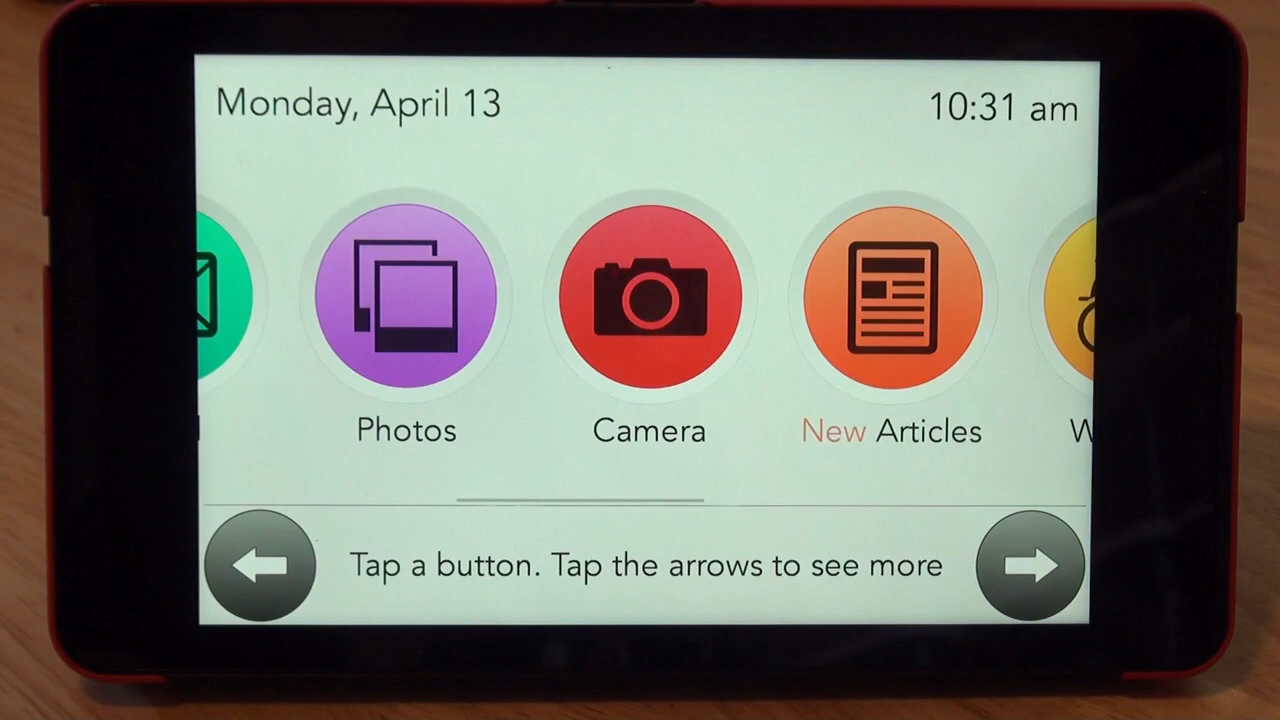 Monday, April 13
10:31 am
Photos
Camera
New Articles
Tap a button. Tap the arrows to see more